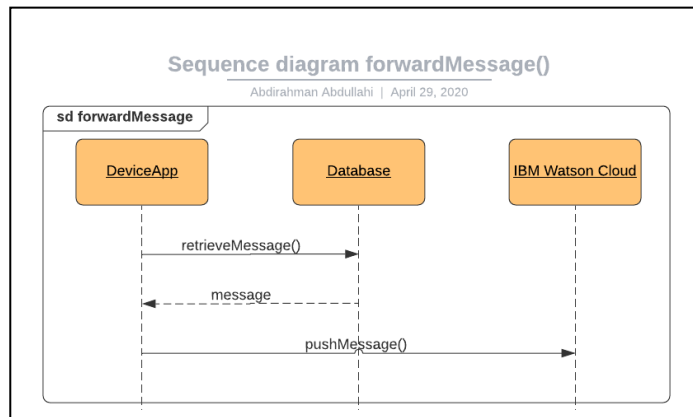 Sequence diagram forwardMessage()
Abdirahman Abdullahi | April 29, 2020
sd forwardMessage
DeviceApp
Database
IBM Watson Cloud
retrieveMessage()
message
pushMessage()